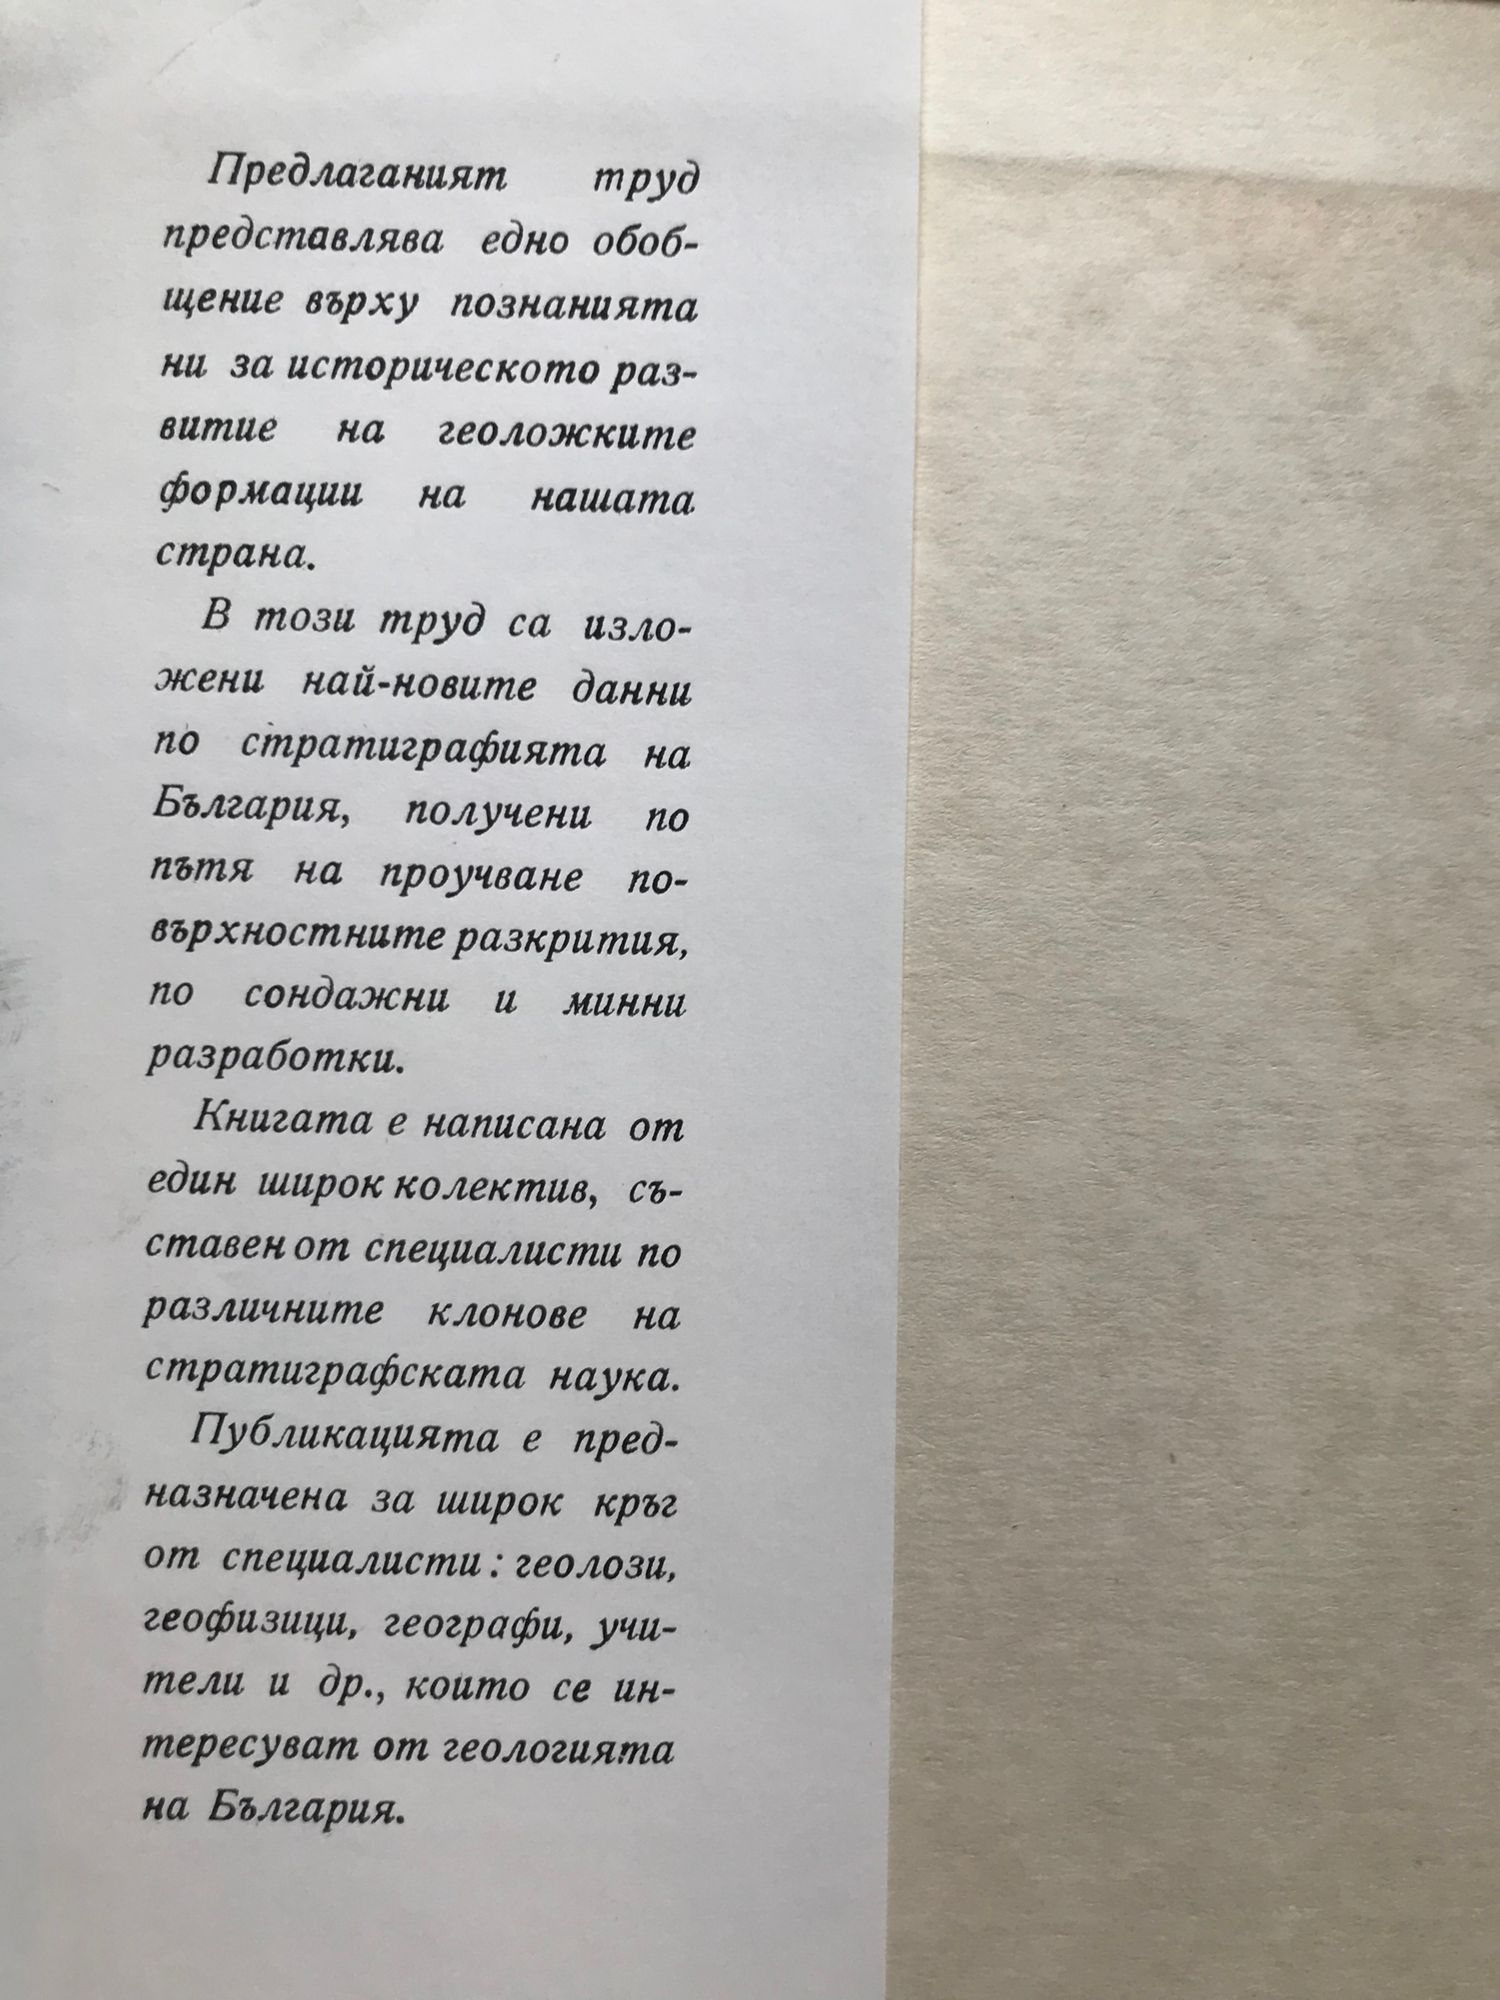 Предлаганият труд
представлява едно обоб-
щение върху познанията
ни за историческото раз-
витие на геоложките
формации на нашата
страна.
В този труд са изло-
жени най-новите данни
по стратиграфията на
България, получени по
пътя на проучване по-
върхностните разкрития,
по сондажни и минни
разработки.
Книгата е написана от
един широк колектив, съ-
ставен от специалисти по
различните клонове на
стратиграфската наука.
Публикацията е пред-
назначена за широк кръг
от специалисти: геолози,
геофизици, географи, учи-
тели и др., които се ин-
тересуват от геологията
на България.